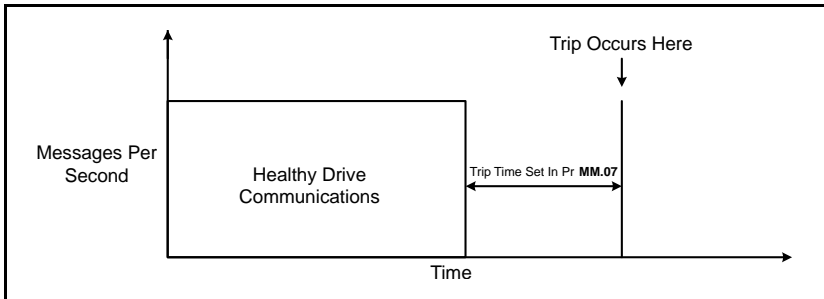 Trip Occurs Here
Messages Per
Second
Healthy Drive
Communications
Trip Time Set In Pr MM.07
Time